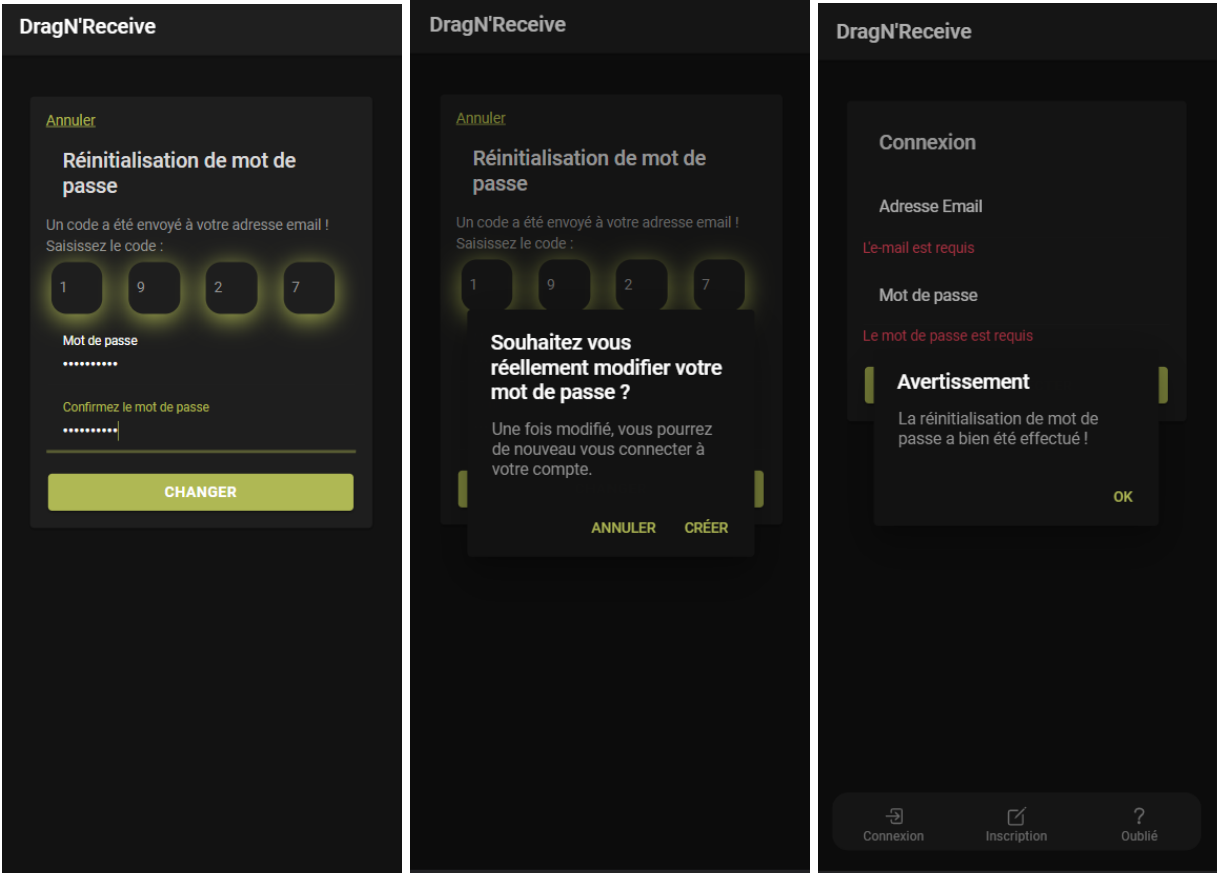 DragN'Receive
Annuler
Réinitialisation de mot de
passe
Un code a été envoyé à votre adresse email !
Saisissez le code :
1 9 2 7
Mot de passe
••••••••••
Confirmez le mot de passe
••••••••••
CHANGER
DragN'Receive
Annuler
Réinitialisation de mot de
passe
Un code a été envoyé à votre adresse email !
Saisissez le code :
1 9 2 7
Souhaitez vous
réellement modifier votre
mot de passe ?
Une fois modifié, vous pourrez
de nouveau vous connecter à
votre compte.
ANNULER CRÉER
DragN'Receive
Connexion
Adresse Email
L'e-mail est requis
Mot de passe
Le mot de passe est requis
Avertissement
La réinitialisation de mot de
passe a bien été effectué !
OK
Connexion Inscription Oublié